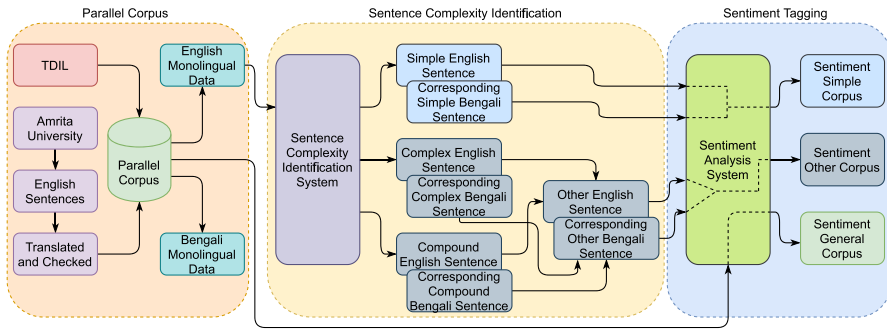 Parallel Corpus
Sentence Complexity Identification
Sentiment Tagging
TDIL
English
Monolingual
Data
Amrita
University
English
Sentences
Translated
and Checked
Parallel
Corpus
Bengali
Monolingual
Data
Sentence
Complexity
Identification
System
Simple English
Sentence
Corresponding
Simple Bengali
Sentence
Complex English
Sentence
Corresponding
Complex Bengali
Sentence
Compound
English Sentence
Corresponding
Compound
Bengali Sentence
Other English
Sentence
Corresponding
Other Bengali
Sentence
Sentiment
Analysis
System
Sentiment
Simple
Corpus
Sentiment
Other Corpus
Sentiment
General
Corpus